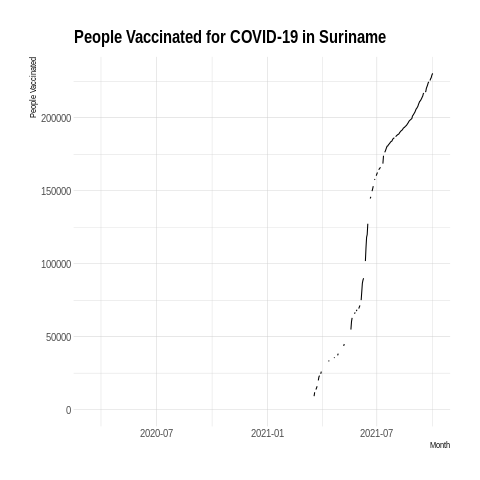 People Vaccinated for COVID-19 in Suriname
People Vaccinated
200000
150000
100000
50000
0
2020-07 2021-01 2021-07
Month